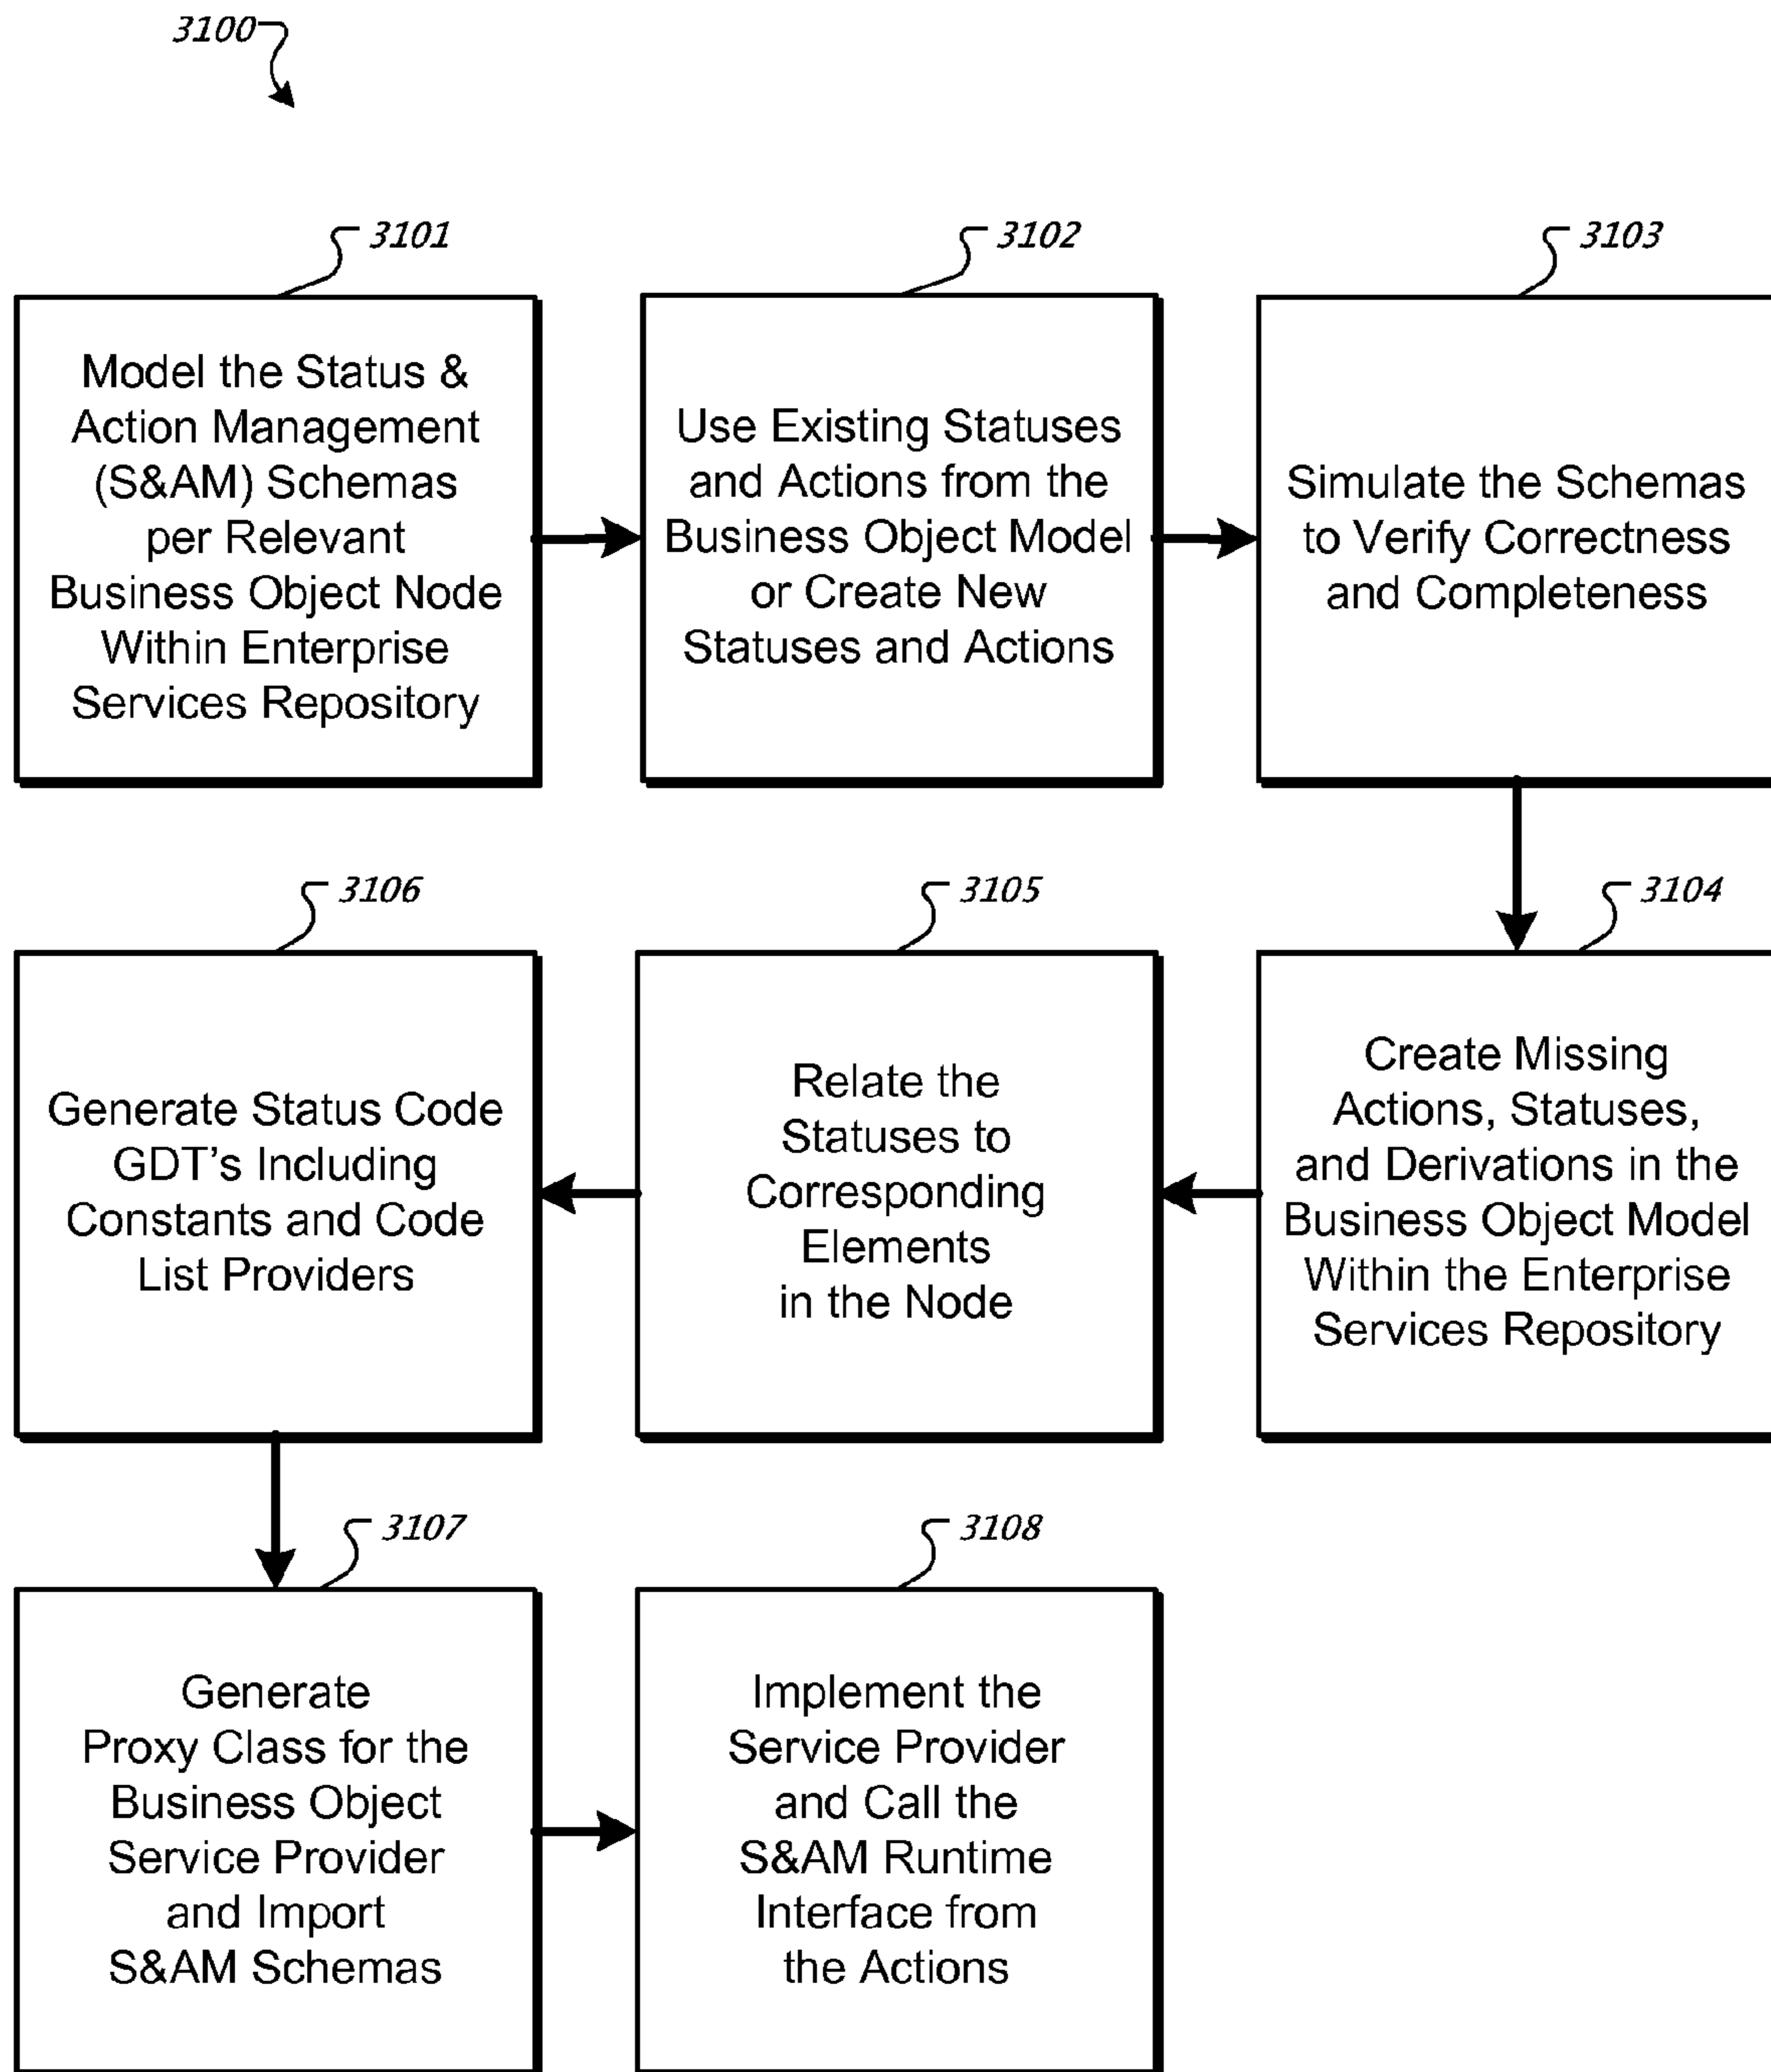 3100
3101
Model the Status &
Action Management
(S&AM) Schemas
per Relevant
Business Object Node
Within Enterprise
Services Repository
3102
Use Existing Statuses
and Actions from the
Business Object Model
or Create New
Statuses and Actions
3103
Simulate the Schemas
to Verify Correctness
and Completeness
3104
Create Missing
Actions, Statuses,
and Derivations in the
Business Object Model
Within the Enterprise
Services Repository
3105
Relate the
Statuses to
Corresponding
Elements
in the Node
3106
Generate Status Code
GDT's Including
Constants and Code
List Providers
3107
Generate
Proxy Class for the
Business Object
Service Provider
and Import
S&AM Schemas
3108
Implement the
Service Provider
and Call the
S&AM Runtime
Interface from
the Actions